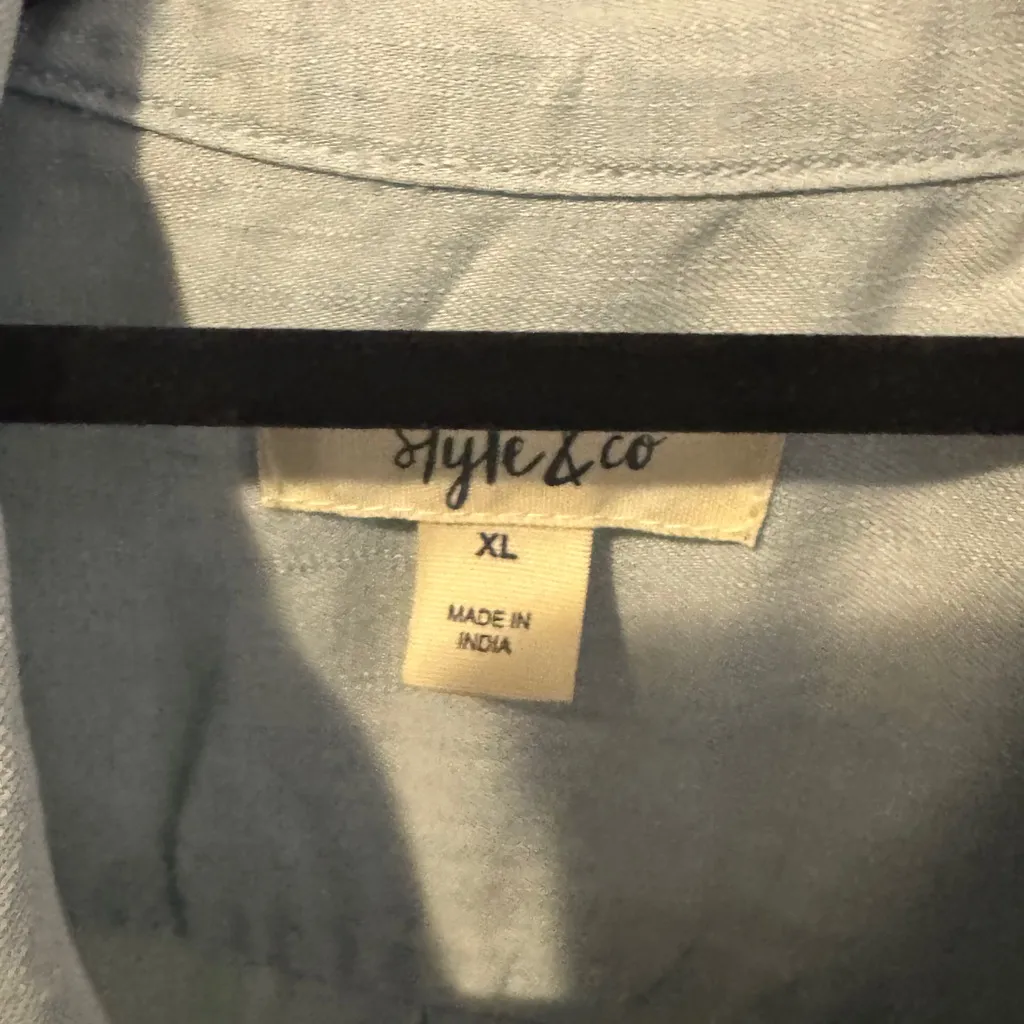 style & co
XL
MADE IN
INDIA